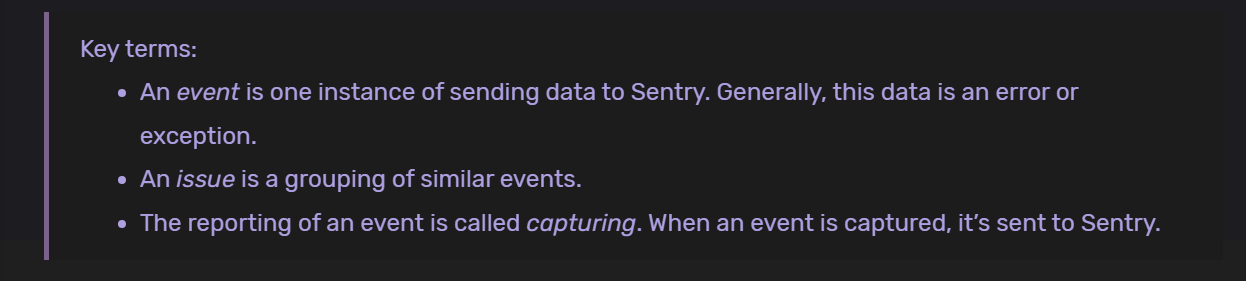 Key terms:
• An event is one instance of sending data to Sentry. Generally, this data is an error or
exception.
• An issue is a grouping of similar events.
• The reporting of an event is called capturing. When an event is captured, it’s sent to Sentry.